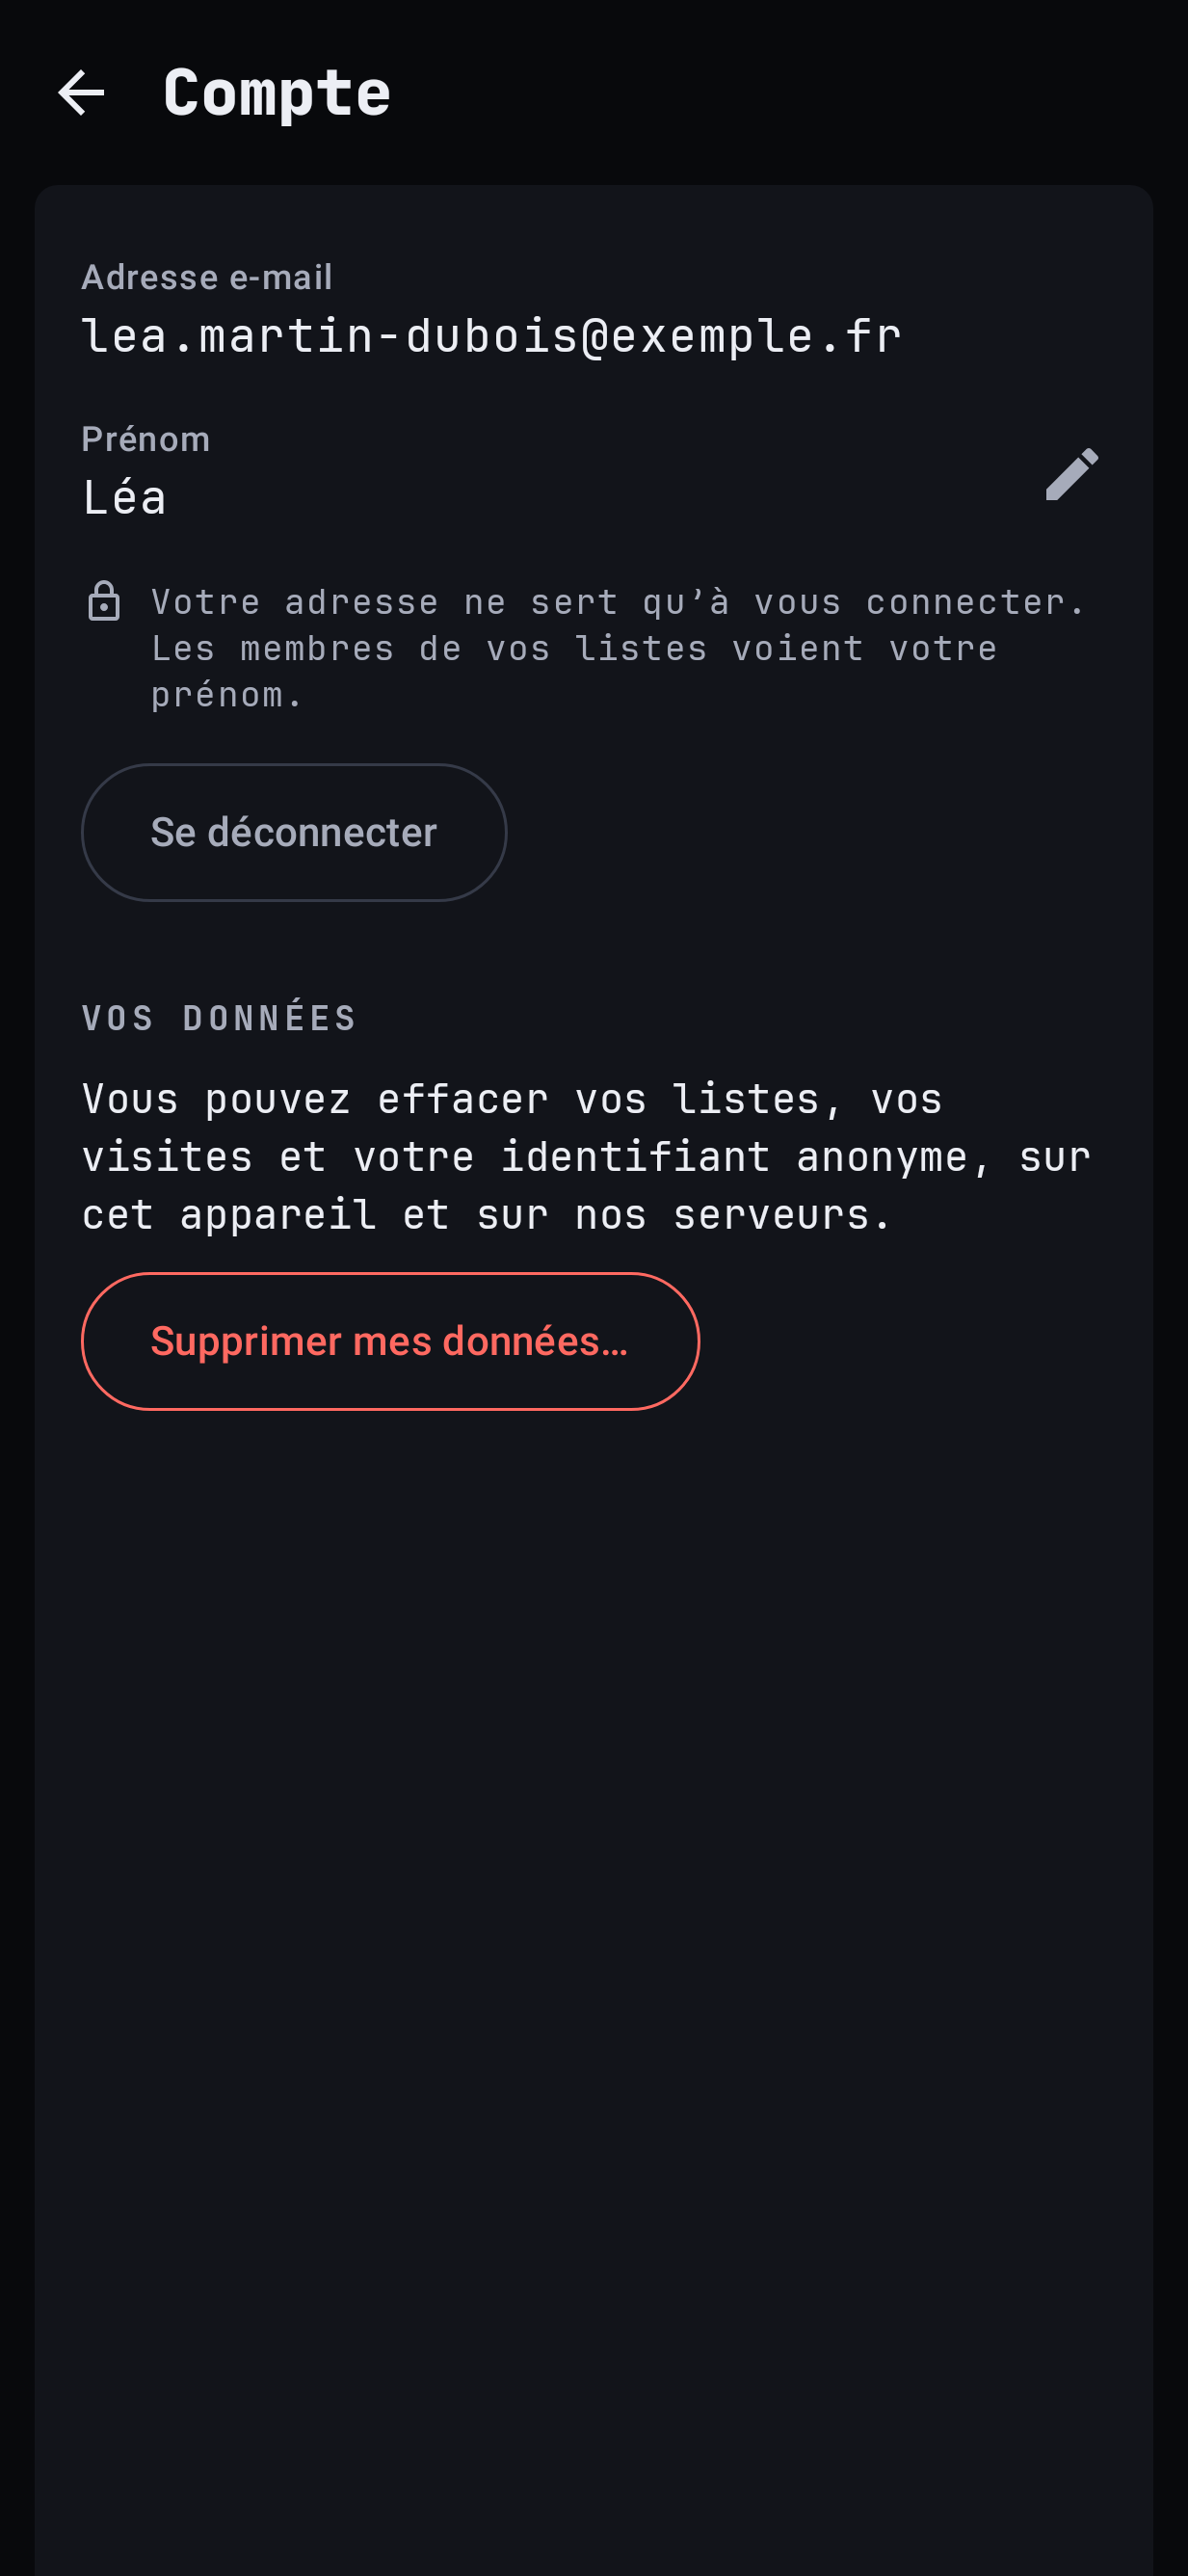 Compte
Adresse e-mail
lea.martin-dubois@exemple.fr
Prénom
Léa
Votre adresse ne sert qu’à vous connecter.
Les membres de vos listes voient votre
prénom.
Se déconnecter
VOS DONNÉES
Vous pouvez effacer vos listes, vos
visites et votre identifiant anonyme, sur
cet appareil et sur nos serveurs.
Supprimer mes données…